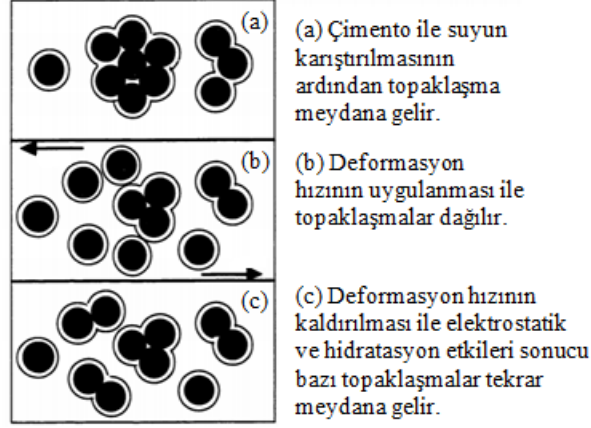 (a)
(a) Çimento ile suyun
karıştırılmasının
ardından topaklaşma
meydana gelir.
(b)
(b) Deformasyon
hızının uygulanması ile
topaklaşmalar dağılır.
(c)
(c) Deformasyon hızının
kaldırılması ile elektrostatik
ve hidratasyon etkileri sonucu
bazı topaklaşmalar tekrar
meydana gelir.